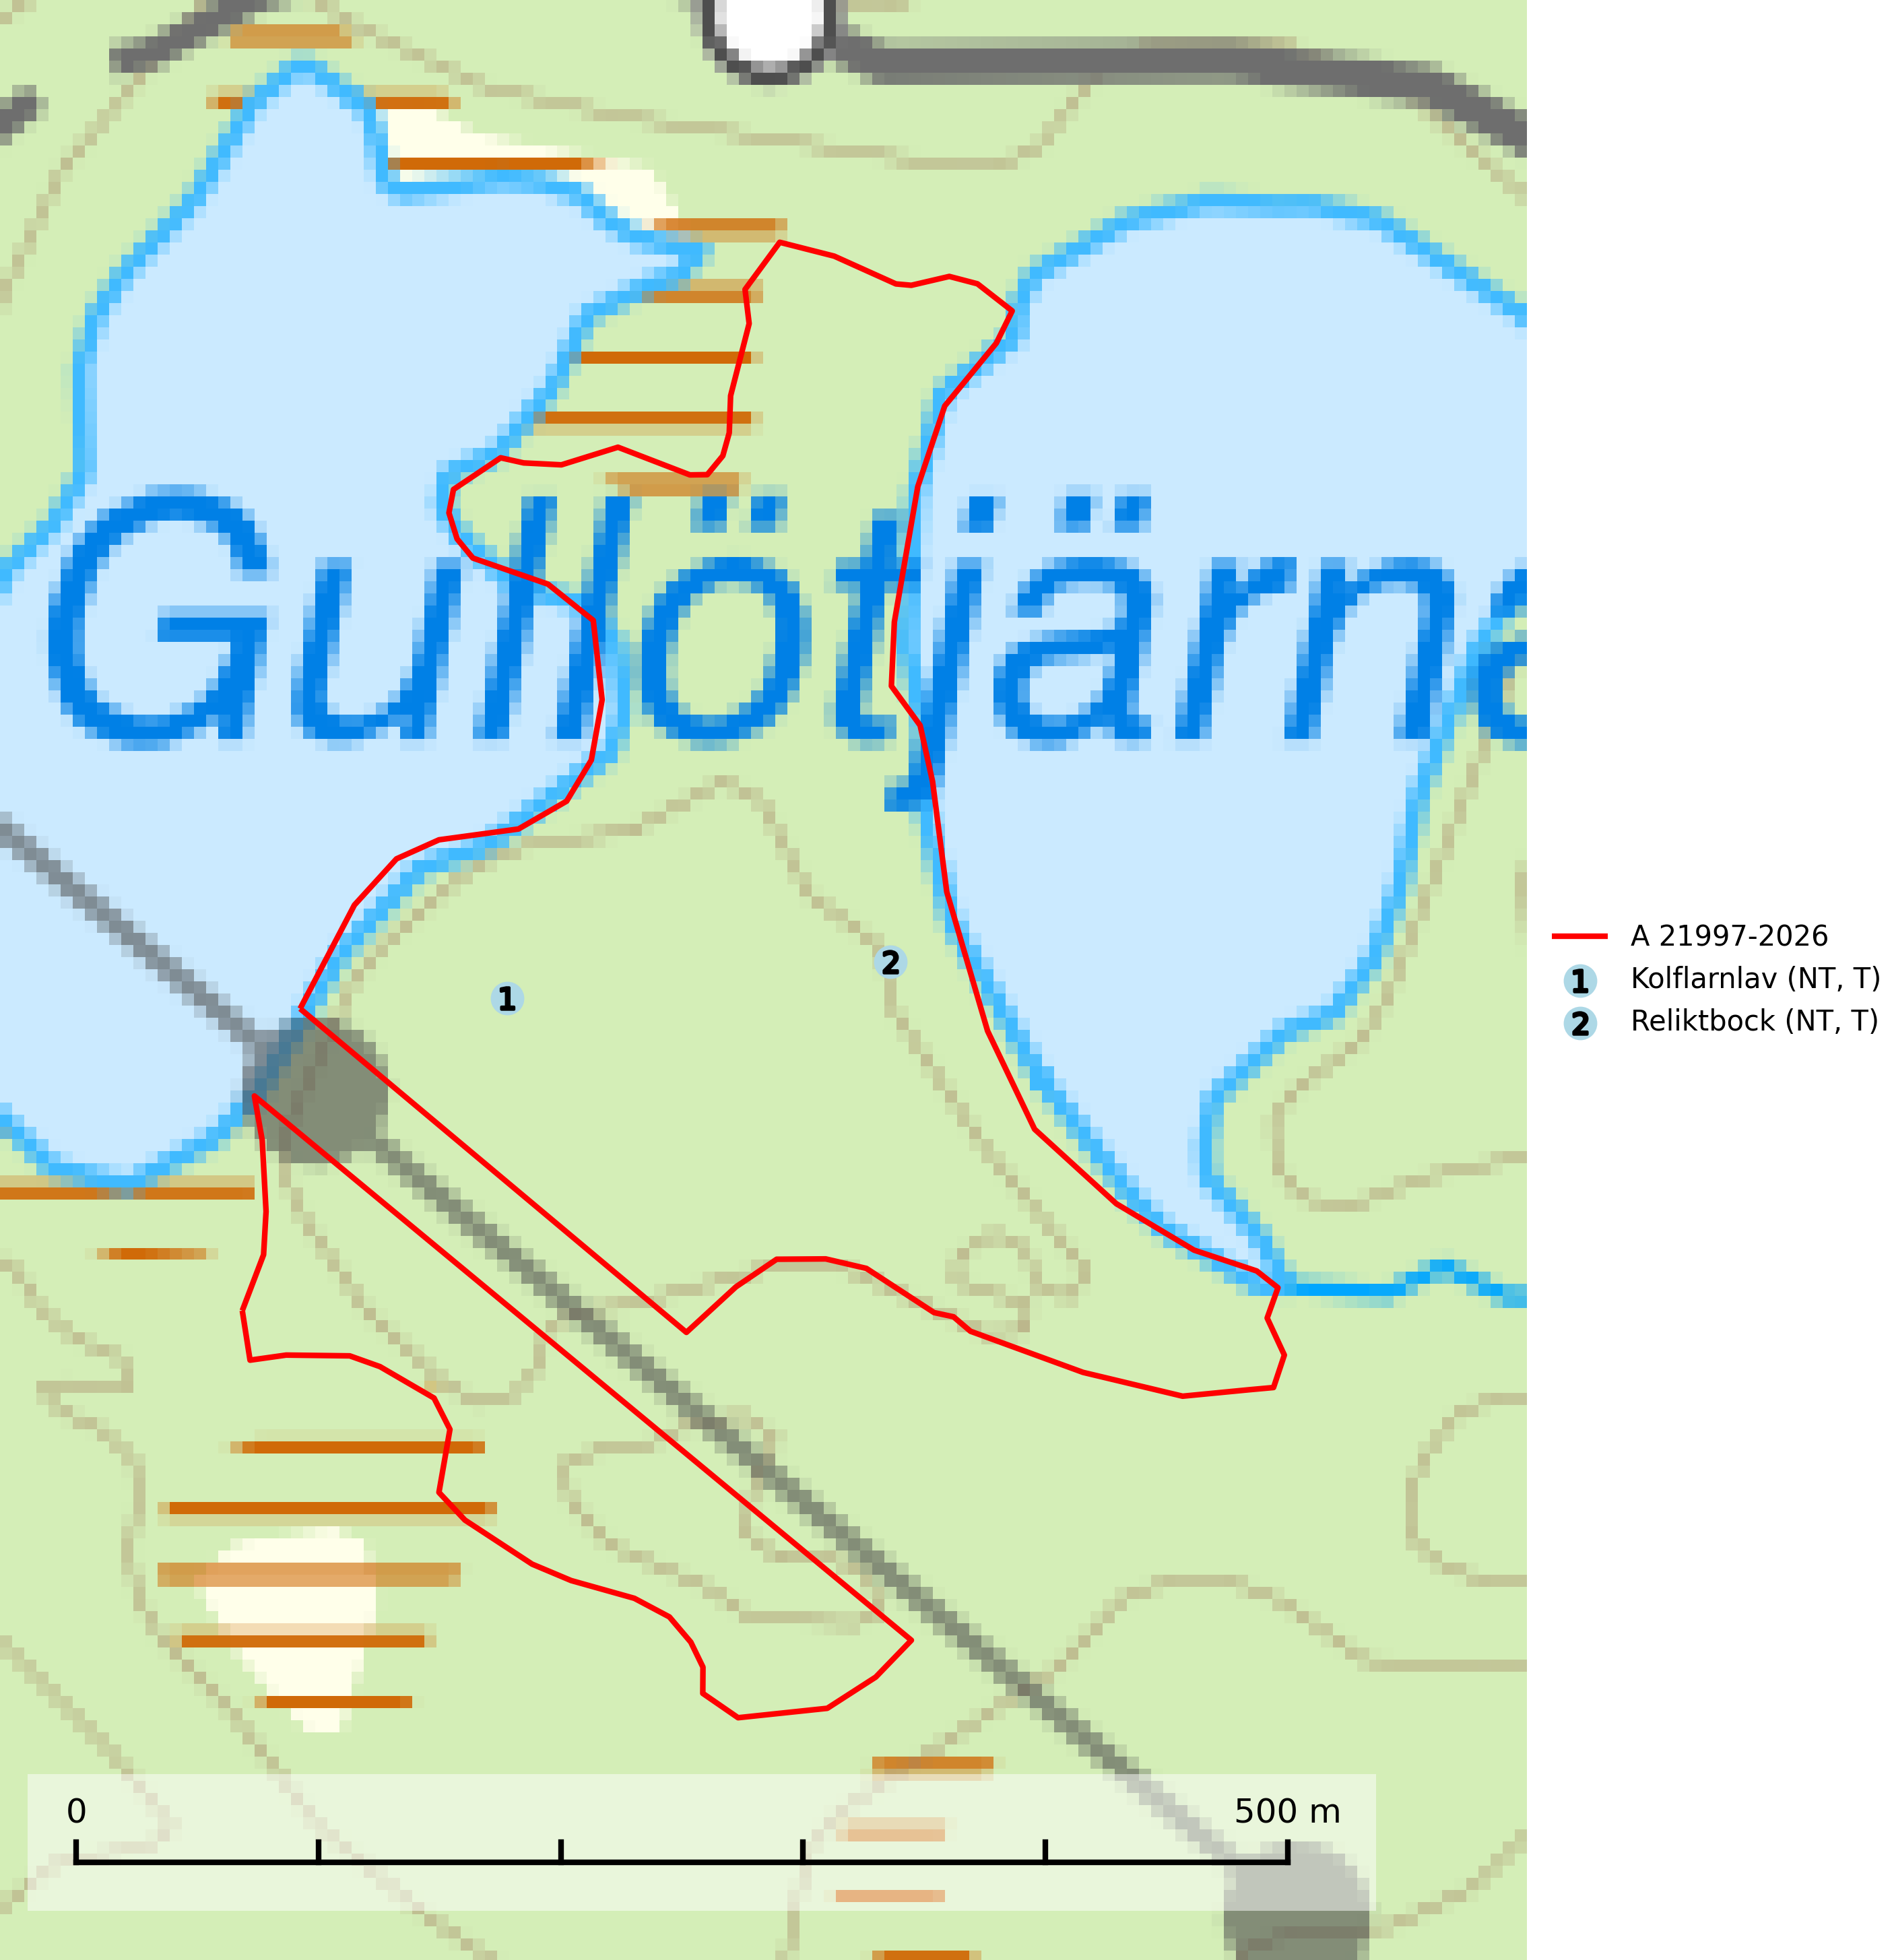 Gullötjärna
A 21997-2026
1 Kolflarnlav (NT, T)
2 Reliktbock (NT, T)
2
1
0 500 m